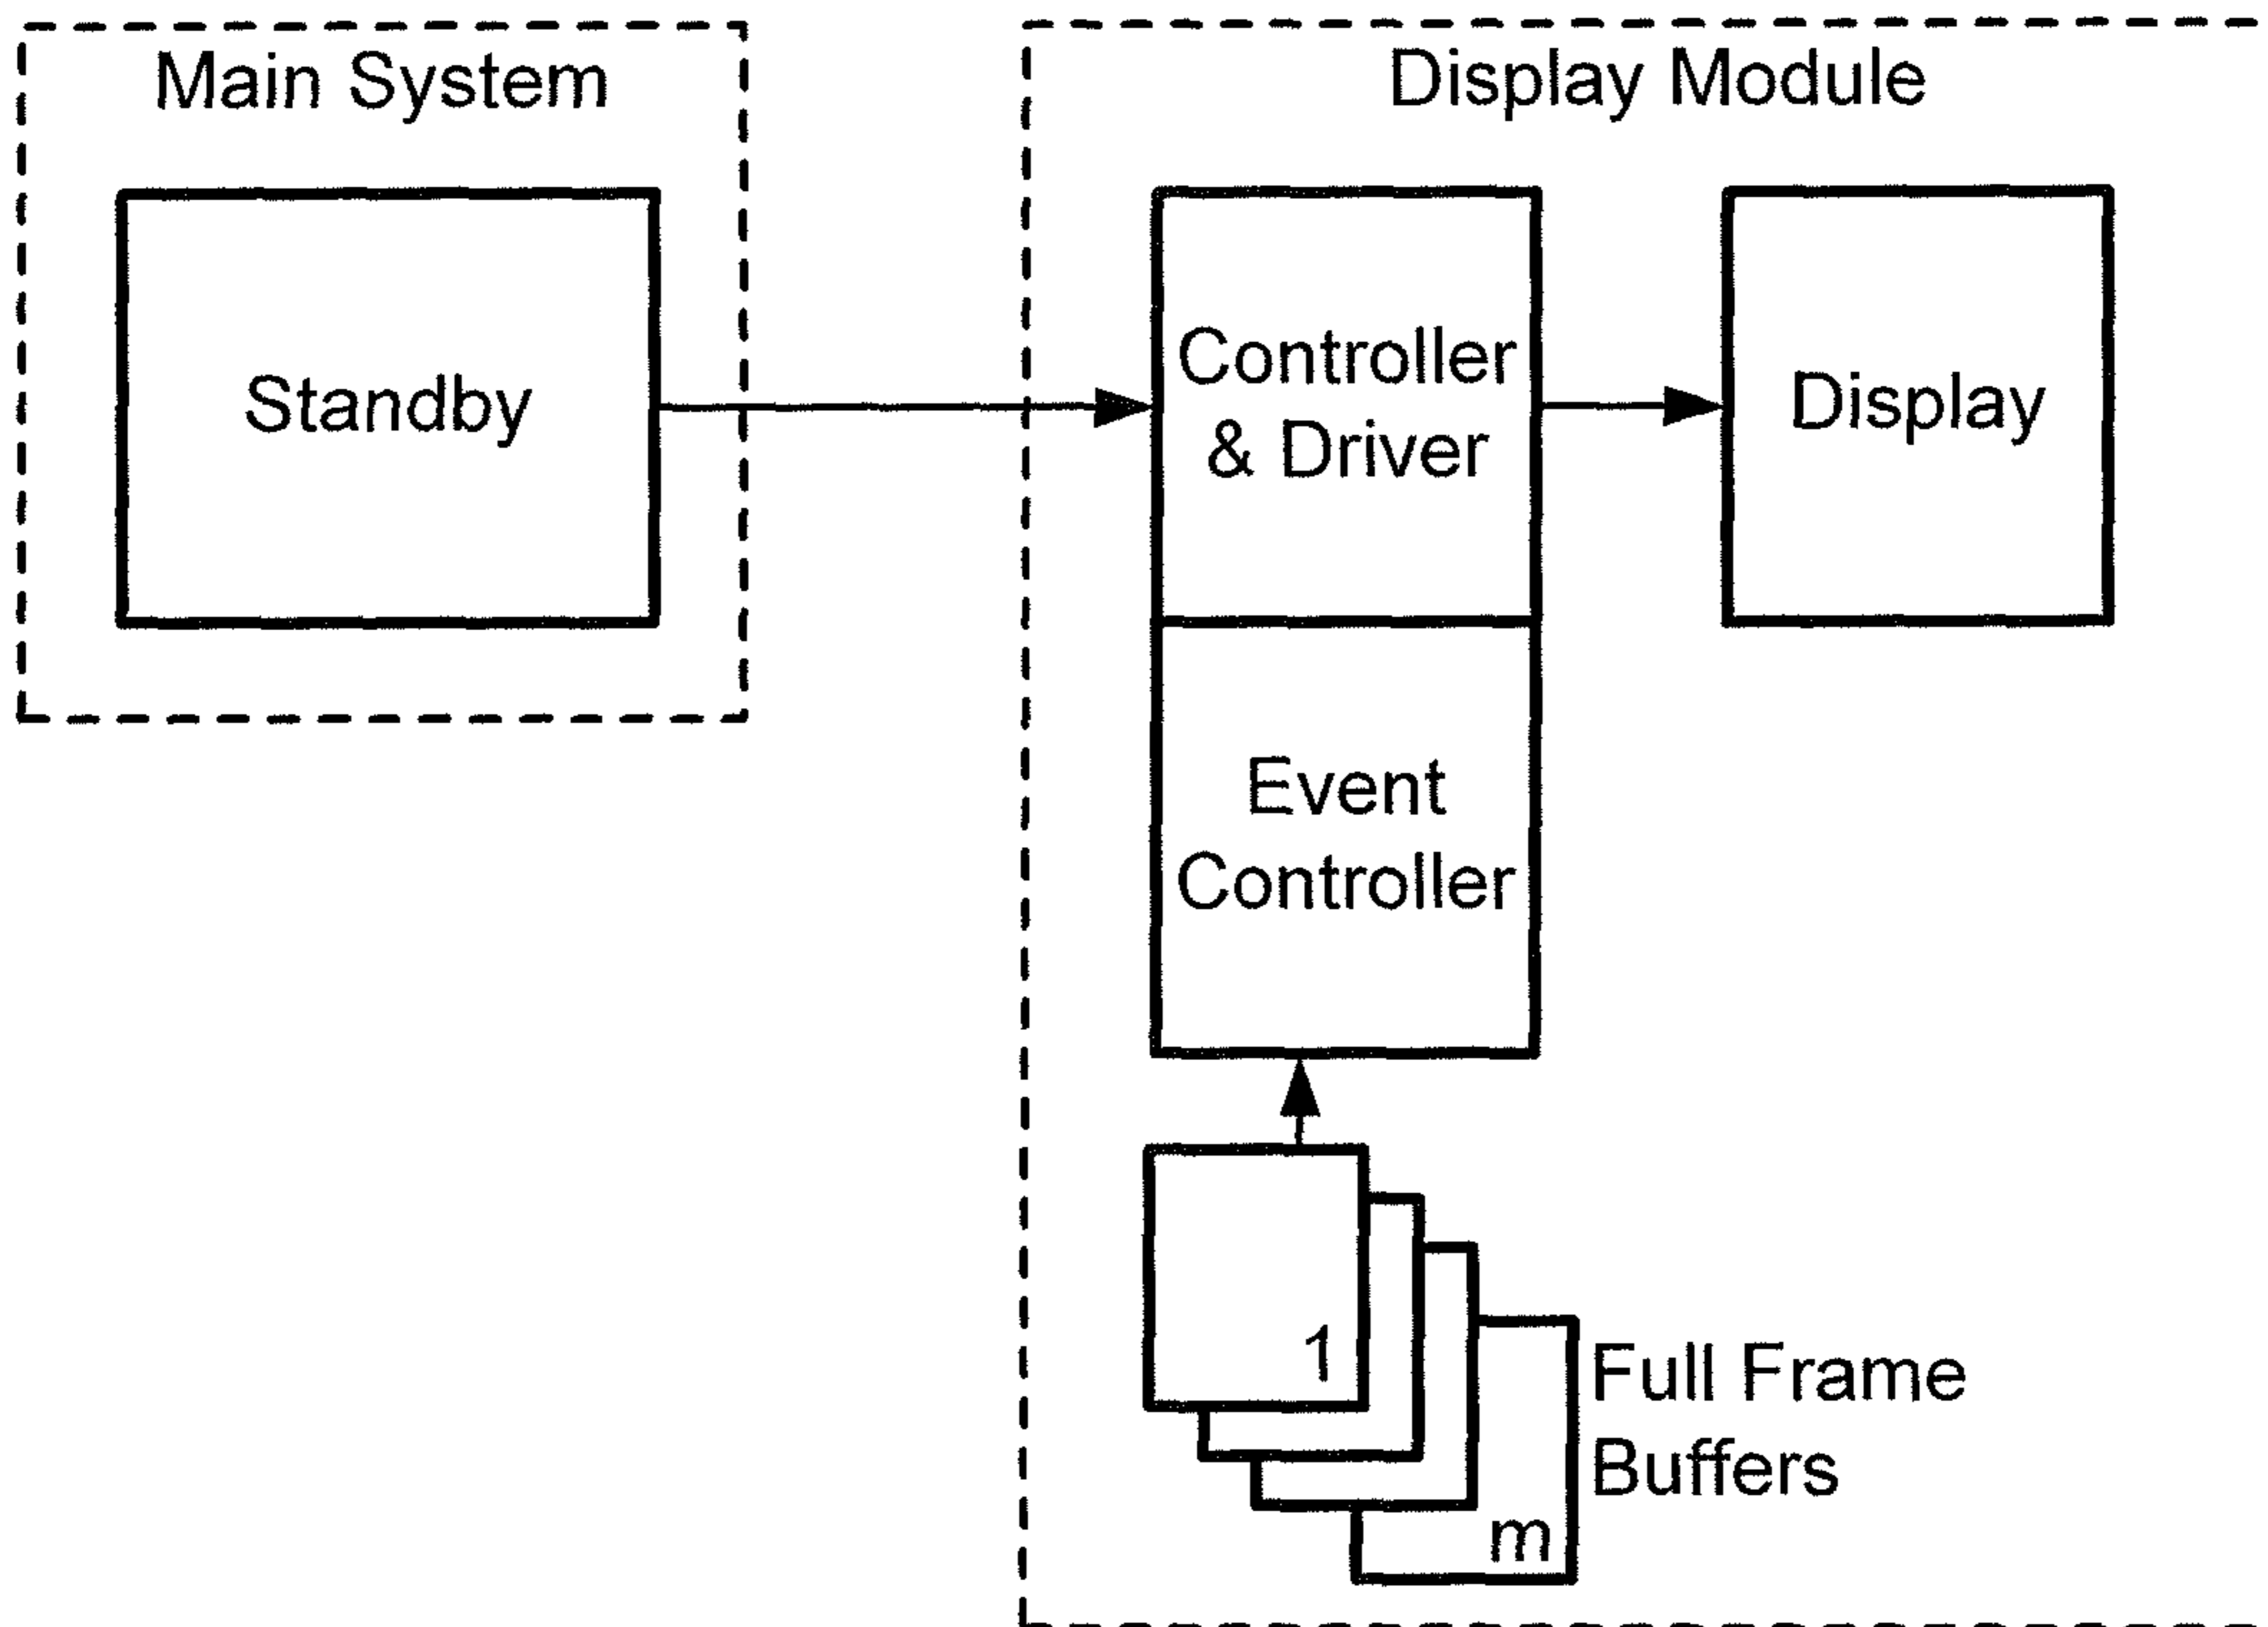 Main System
Display Module
Standby
Controller
& Driver
Display
Event
Controller
1
Full Frame
Buffers
m